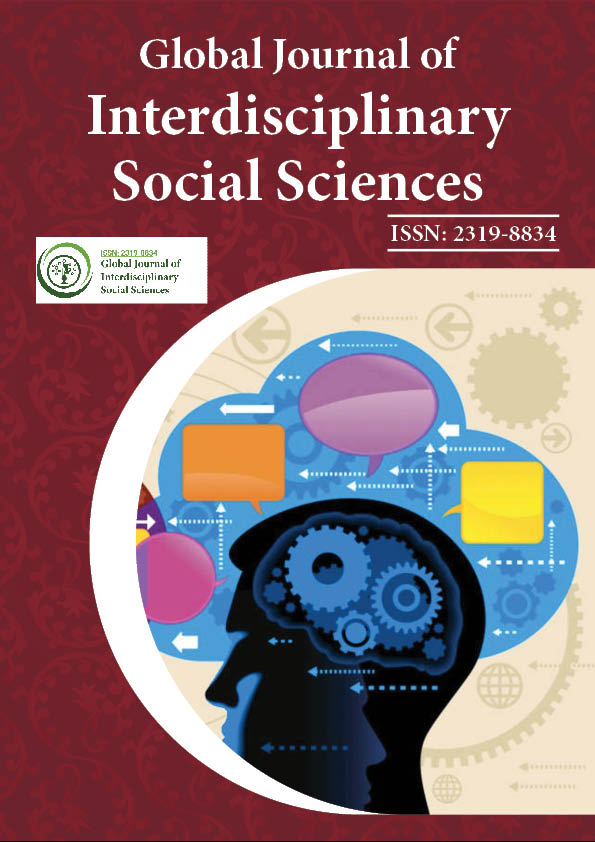 Global Journal of
Interdisciplinary
Social Sciences
ISSN: 2319-8834
ISSN: 2319-8834
Global Journal of
Interdisciplinary
Social Sciences